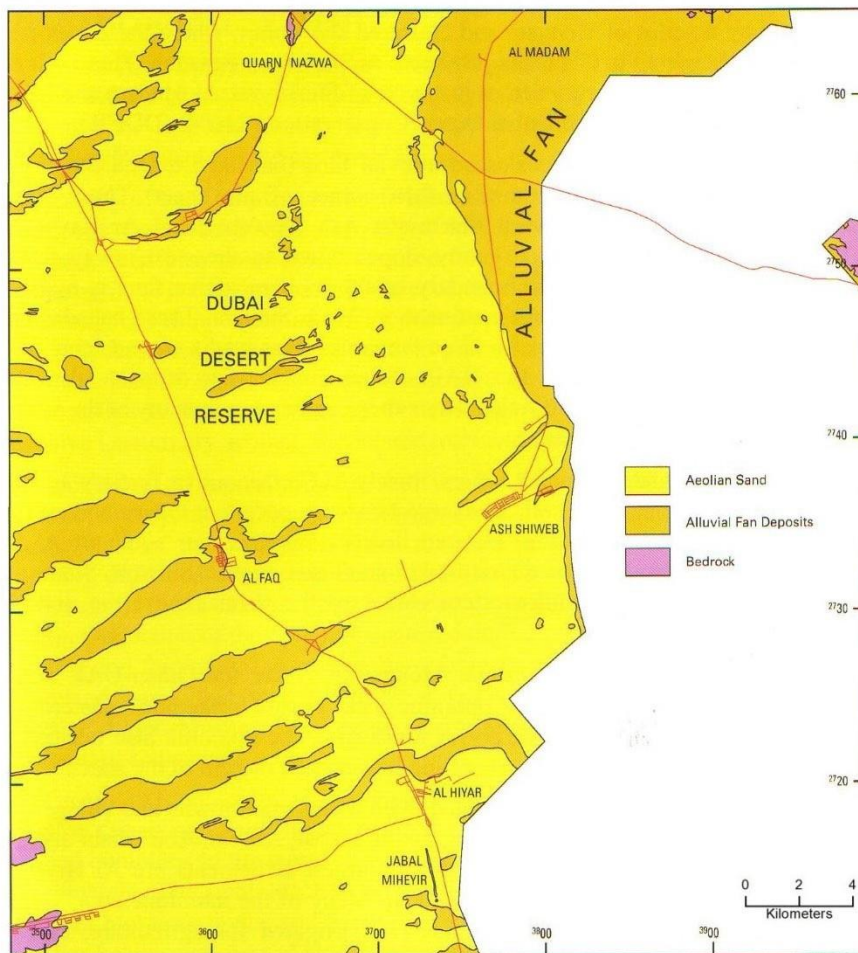 QUARN NAZWA
AL MADAM
2760
ALLUVIAL FAN
2750
DUBAI
DESERT
RESERVE
2740
Aeolian Sand
Alluvial Fan Deposits
Bedrock
ASH SHIWEB
AL FAQ
2730
2720
AL HIYAR
JABAL
MIHEYIR
0 2 4
Kilometers
3500 3600 3700 3800 3900